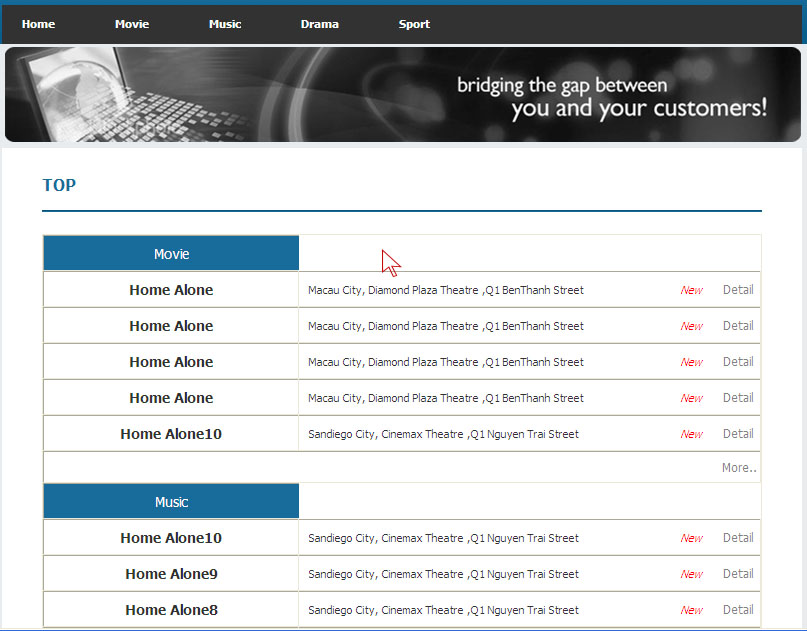 Home Movie Music Drama Sport
bridging the gap between
you and your customers!
TOP
Movie
Home Alone Macau City, Diamond Plaza Theatre ,Q1 BenThanh Street New Detail
Home Alone Macau City, Diamond Plaza Theatre ,Q1 BenThanh Street New Detail
Home Alone Macau City, Diamond Plaza Theatre ,Q1 BenThanh Street New Detail
Home Alone Macau City, Diamond Plaza Theatre ,Q1 BenThanh Street New Detail
Home Alone10 Sandiego City, Cinemax Theatre ,Q1 Nguyen Trai Street New Detail
More..
Music
Home Alone10 Sandiego City, Cinemax Theatre ,Q1 Nguyen Trai Street New Detail
Home Alone9 Sandiego City, Cinemax Theatre ,Q1 Nguyen Trai Street New Detail
Home Alone8 Sandiego City, Cinemax Theatre ,Q1 Nguyen Trai Street New Detail